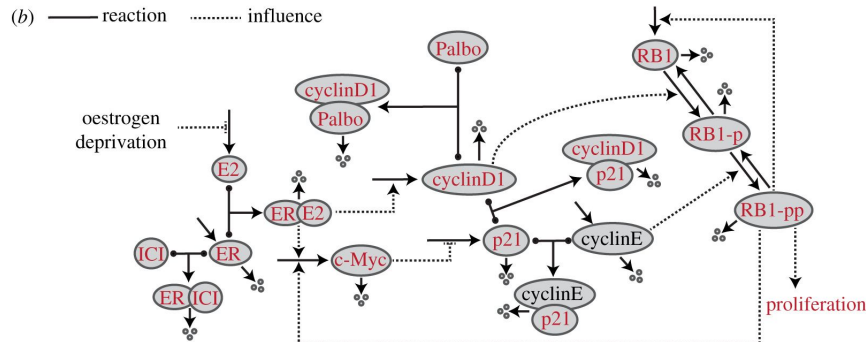 (b)
reaction
influence
Palbo
RB1
cyclinD1
Palbo
oestrogen
deprivation
RB1-p
cyclinD1
p21
E2
cyclinD1
RB1-pp
ER E2
ICI
ER
c-Myc
p21
cyclinE
ER ICI
cyclinE
p21
proliferation